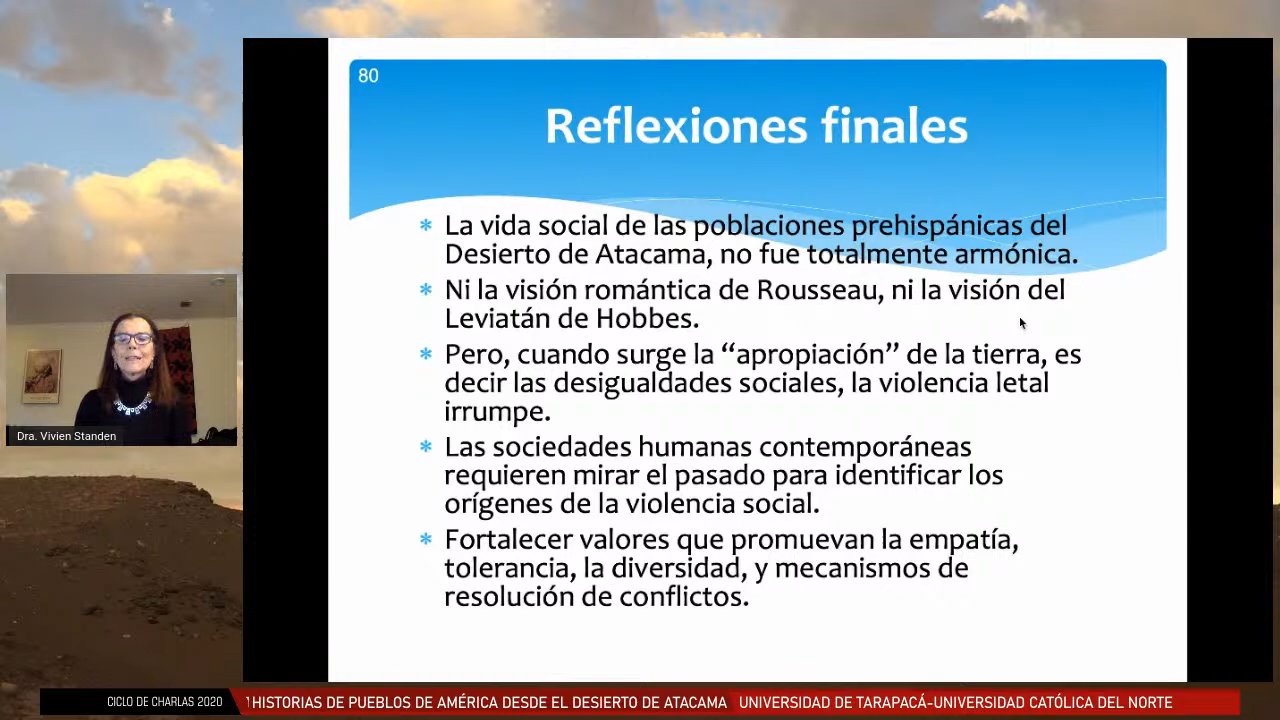 80
Reflexiones finales
* La vida social de las poblaciones prehispánicas del
Desierto de Atacama, no fue totalmente armónica.
* Ni la visión romántica de Rousseau, ni la visión del
Leviatán de Hobbes.
* Pero, cuando surge la “apropiación” de la tierra, es
decir las desigualdades sociales, la violencia letal
irrumpe.
* Las sociedades humanas contemporáneas
requieren mirar el pasado para identificar los
orígenes de la violencia social.
* Fortalecer valores que promuevan la empatía,
tolerancia, la diversidad, y mecanismos de
resolución de conflictos.
Dra. Vivien Standen
CICLO DE CHARLAS 2020
HISTORIAS DE PUEBLOS DE AMÉRICA DESDE EL DESIERTO DE ATACAMA
UNIVERSIDAD DE TARAPACÁ-UNIVERSIDAD CATÓLICA DEL NORTE